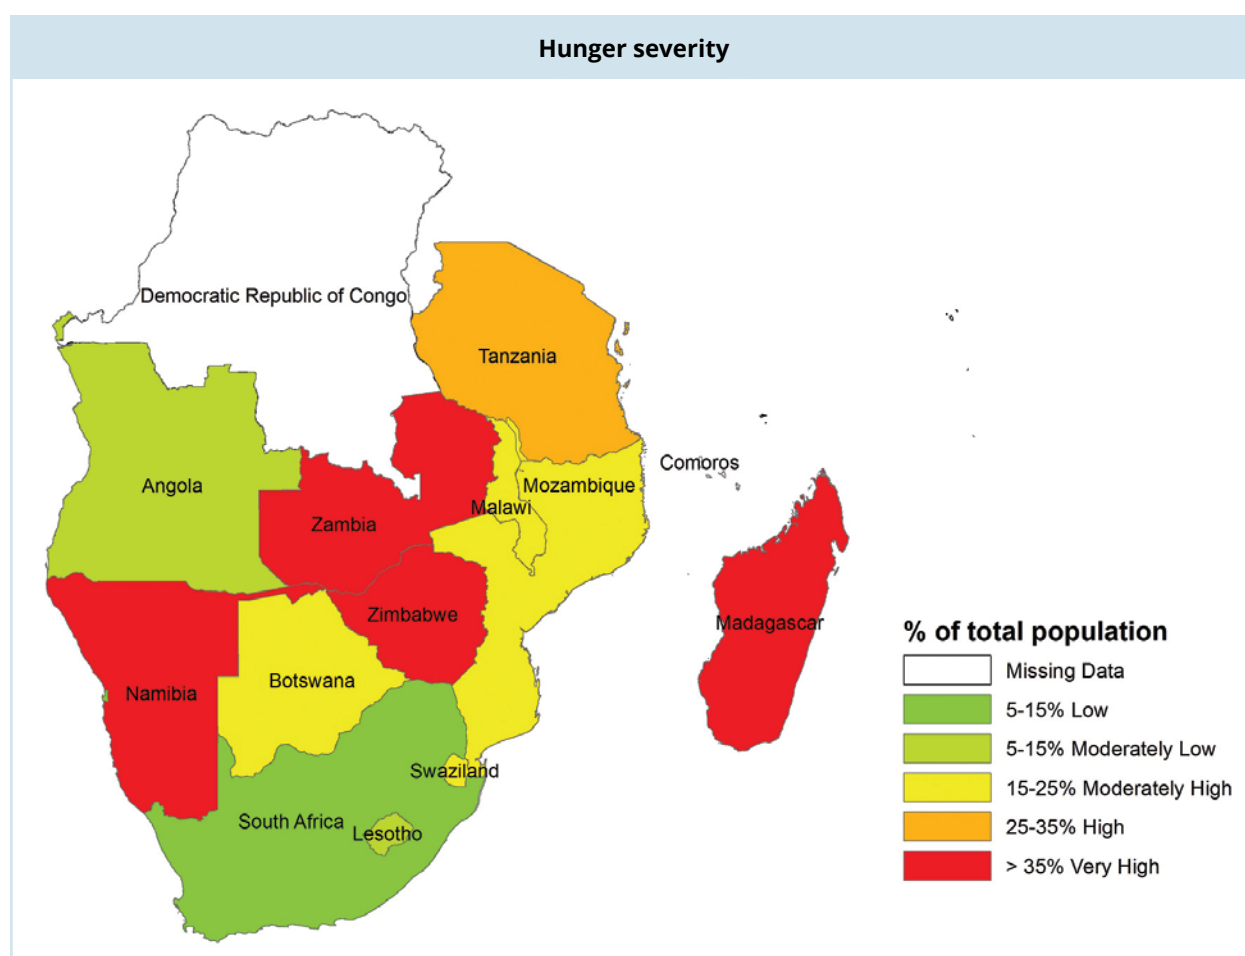 Hunger severity
Democratic Republic of Congo
Tanzania
Comoros
Angola
Mozambique
Malawi
Zambia
Zimbabwe
Madagascar
Botswana
Namibia
Swaziland
South Africa
Lesotho
% of total population
Missing Data
5-15% Low
5-15% Moderately Low
15-25% Moderately High
25-35% High
> 35% Very High